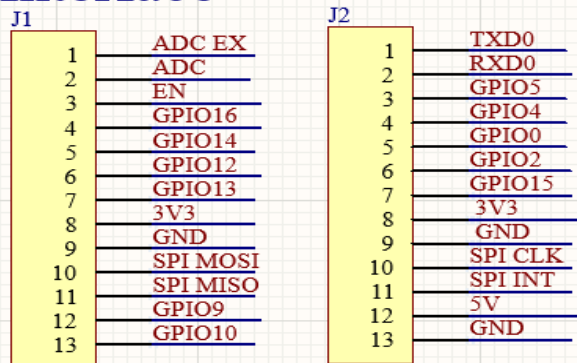 J1
1 ADC EX
2 ADC
3 EN
4 GPIO16
5 GPIO14
6 GPIO12
7 GPIO13
8 3V3
9 GND
10 SPI MOSI
11 SPI MISO
12 GPIO9
13 GPIO10
J2
1 TXD0
2 RXD0
3 GPIO5
4 GPIO4
5 GPIO0
6 GPIO2
7 GPIO15
8 3V3
9 GND
10 SPI CLK
11 SPI INT
12 5V
13 GND